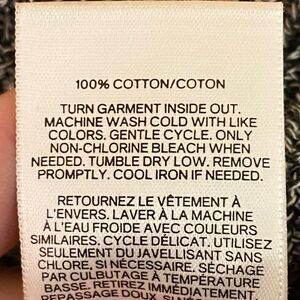 100% COTTON/COTON
TURN GARMENT INSIDE OUT.
MACHINE WASH COLD WITH LIKE
COLORS. GENTLE CYCLE. ONLY
NON-CHLORINE BLEACH WHEN
NEEDED. TUMBLE DRY LOW. REMOVE
PROMPTLY. COOL IRON IF NEEDED.
RETOURNEZ LE VÊTEMENT À
L'ENVERS. LAVER À LA MACHINE
À L'EAU FROIDE AVEC COULEURS
SIMILAIRES. CYCLE DÉLICAT. UTILISEZ
SEULEMENT DU JAVELLISANT SANS
CHLORE, SI NÉCESSAIRE. SÉCHAGE
PAR CULBUTAGE À TEMPÉRATURE
BASSE. RETIREZ IMMÉDIATEMENT.
REPASSAGE DOUX